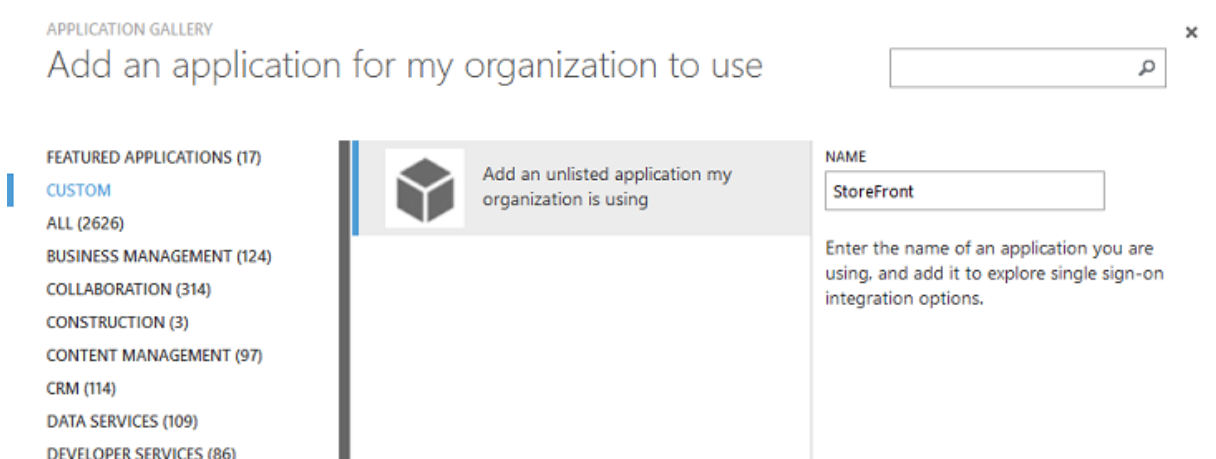 APPLICATION GALLERY
Add an application for my organization to use
FEATURED APPLICATIONS (17)
CUSTOM
ALL (2626)
BUSINESS MANAGEMENT (124)
COLLABORATION (314)
CONSTRUCTION (3)
CONTENT MANAGEMENT (97)
CRM (114)
DATA SERVICES (109)
DEVELOPER SERVICES (86)
Add an unlisted application my
organization is using
NAME
StoreFront
Enter the name of an application you are
using, and add it to explore single sign-on
integration options.